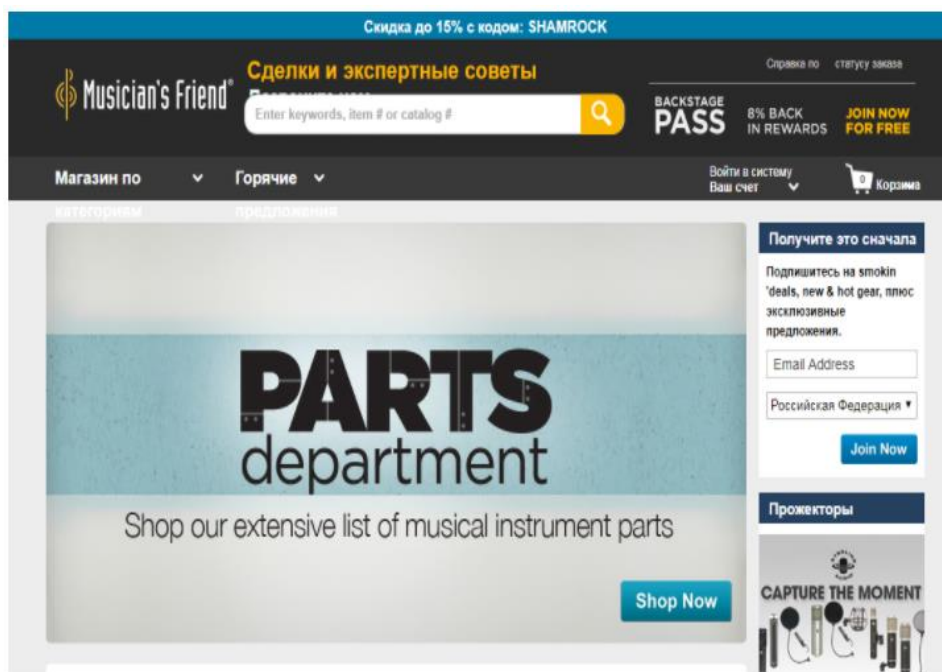 Скидка до 15% с кодом: SHAMROCK
Справка по статусу заказа
Musician's Friend®
Сделки и экспертные советы
Enter keywords, item # or catalog #
BACKSTAGE
PASS
8% BACK
IN REWARDS
JOIN NOW
FOR FREE
Магазин по
категориям
Горячие
предложения
Войти в систему
Ваш счет
0
Корзина
PARTS
department
Shop our extensive list of musical instrument parts
Shop Now
Получите это сначала
Подпишитесь на smokin
'deals, new & hot gear, плюс
эксклюзивные
предложения.
Email Address
Российская Федерация
Join Now
Прожекторы
CAPTURE THE MOMENT